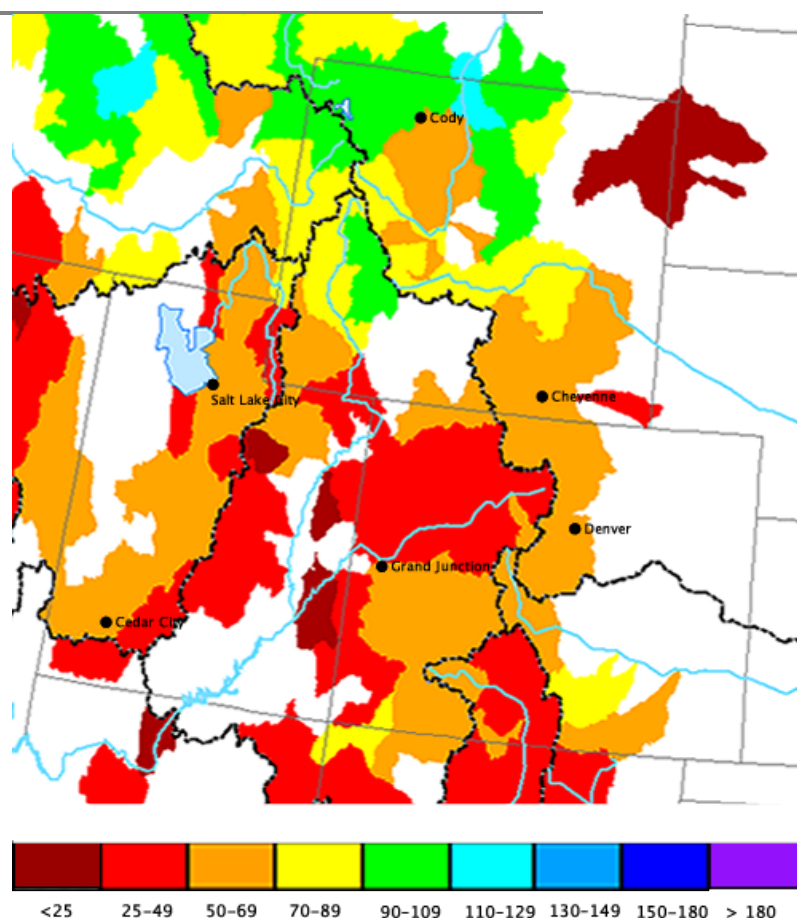 Cody
Salt Lake City
Cheyenne
Denver
Grand Junction
Cedar City
<25 25-49 50-69 70-89 90-109 110-129 130-149 150-180 > 180